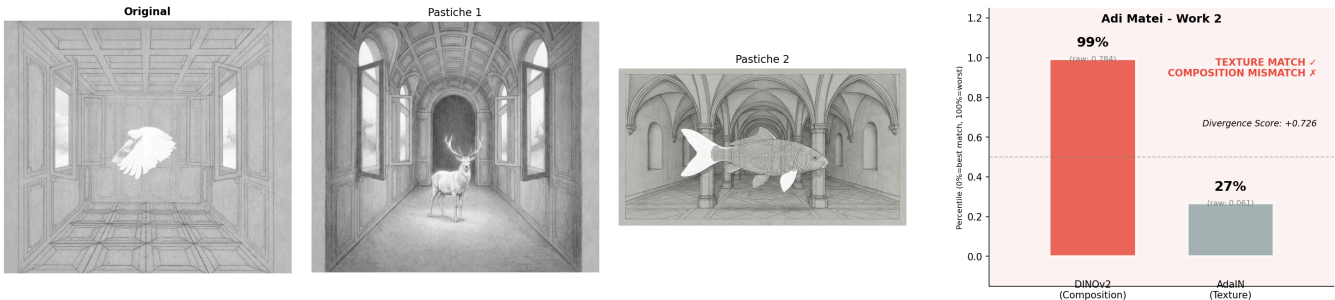 Original
Pastiche 1
Pastiche 2
Adi Matei - Work 2
1.2
1.0
0.8
0.6
0.4
0.2
0.0
Percentile (0%=best match, 100%=worst)
99%
(raw: 0.784)
TEXTURE MATCH ✓
COMPOSITION MISMATCH ✗
Divergence Score: +0.726
27%
(raw: 0.061)
DINOv2
(Composition)
AdaIN
(Texture)